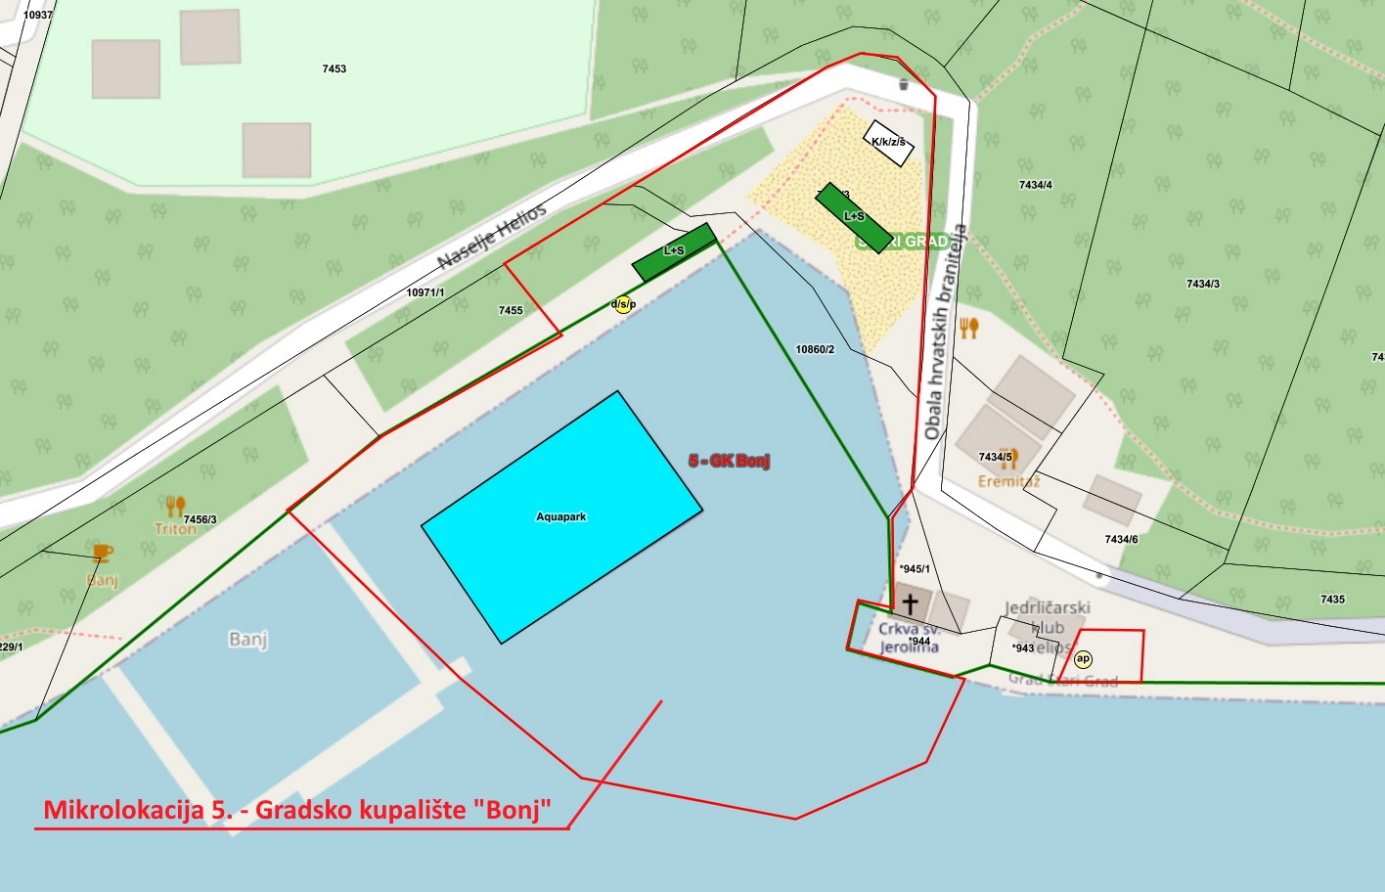 10937
7453
K/k/z/š
L+S
STARI GRAD
L+S
Naselje Helios
10971/1
7455
d/s/p
10860/2
7434/4
7434/3
Obala hrvatskih branitelja
5 - GK Bonj
Aquapark
7434/5
Eremitaž
7456/3
Triton
Banj
7434/6
7435
*945/1
Jedrličarski
klub
Helios
Crkva sv.
Jerolima
*944
*943
ap
Grad Stari Grad
229/1
Banj
Mikrolokacija 5. - Gradsko kupalište "Bonj"